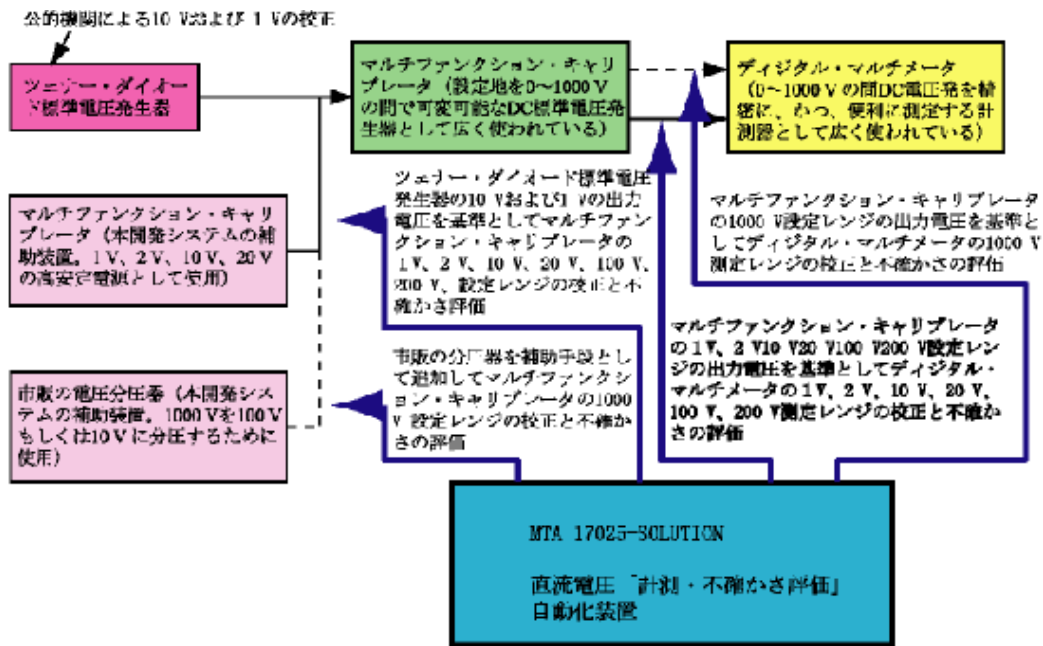 公的機関による10 Vおよび 1 Vの校正
ツェナー・ダイオー
ド標準電圧発生器
マルチファンクション・キャリ
ブレータ（設定地を0～1000 V
の間で可変可能なDC標準電圧発
生器として広く使われている）
ディジタル・マルチメータ
（0～1000 V の間DC電圧発を精
密に、かつ、便利に測定する計
測器として広く使われている）
マルチファンクション・キャリ
ブレータ（本開発システムの補
助装置。1 V、2 V、10 V、20 V
の高安定電源として使用）
市販の電圧分圧器（本開発シス
テムの補助装置。1000 Vを100 V
もしくは10 V に分圧するために
使用）
ツェナー・ダイオード標準電圧
発生器の10 Vおよび1 V の出力
電圧を基準としてマルチファン
クション・キャリブレータの
1 V、2 V、10 V、20 V、100 V、
200 V、設定レンジの校正と不
確かさ評価
市販の分圧器を補助手段とし
て追加してマルチファンクシ
ョン・キャリブレータの1000
V 設定レンジの校正と不確か
さの評価
マルチファンクション・キャリブレータ
の1000 V設定レンジの出力電圧を基準と
してディジタル・マルチメータの1000 V
測定レンジの校正と不確かさの評価
マルチファンクション・キャリブレータ
の 1 V、2 V10 V20 V100 V200 V設定レン
ジの出力電圧を基準としてディジタル・
マルチメータの 1 V、2 V、10 V、20 V、
100 V、200 V測定レンジの校正と不確か
さの評価
MTA 17025-SOLUTION
直流電圧「計測・不確かさ評価」
自動化装置